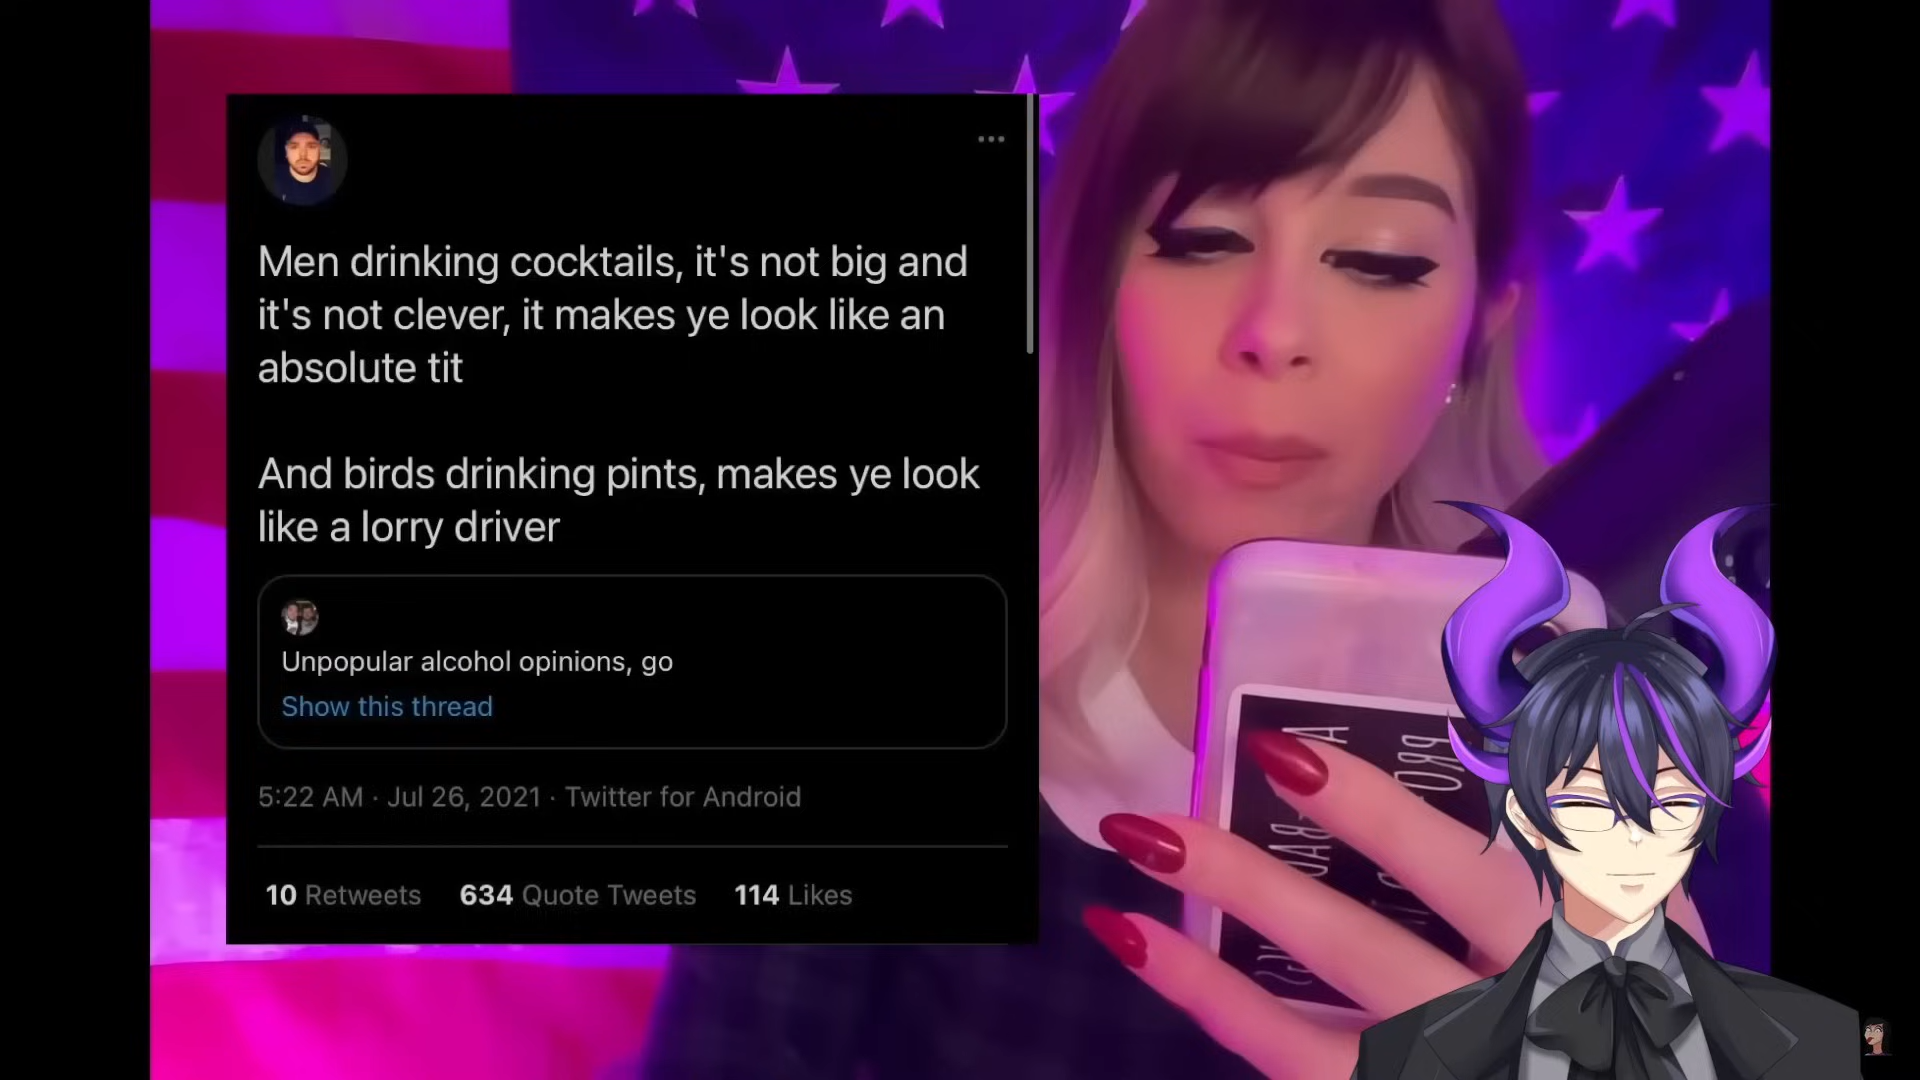 Men drinking cocktails, it's not big and
it's not clever, it makes ye look like an
absolute tit
And birds drinking pints, makes ye look
like a lorry driver
Unpopular alcohol opinions, go
Show this thread
5:22 AM · Jul 26, 2021 · Twitter for Android
10 Retweets 634 Quote Tweets 114 Likes